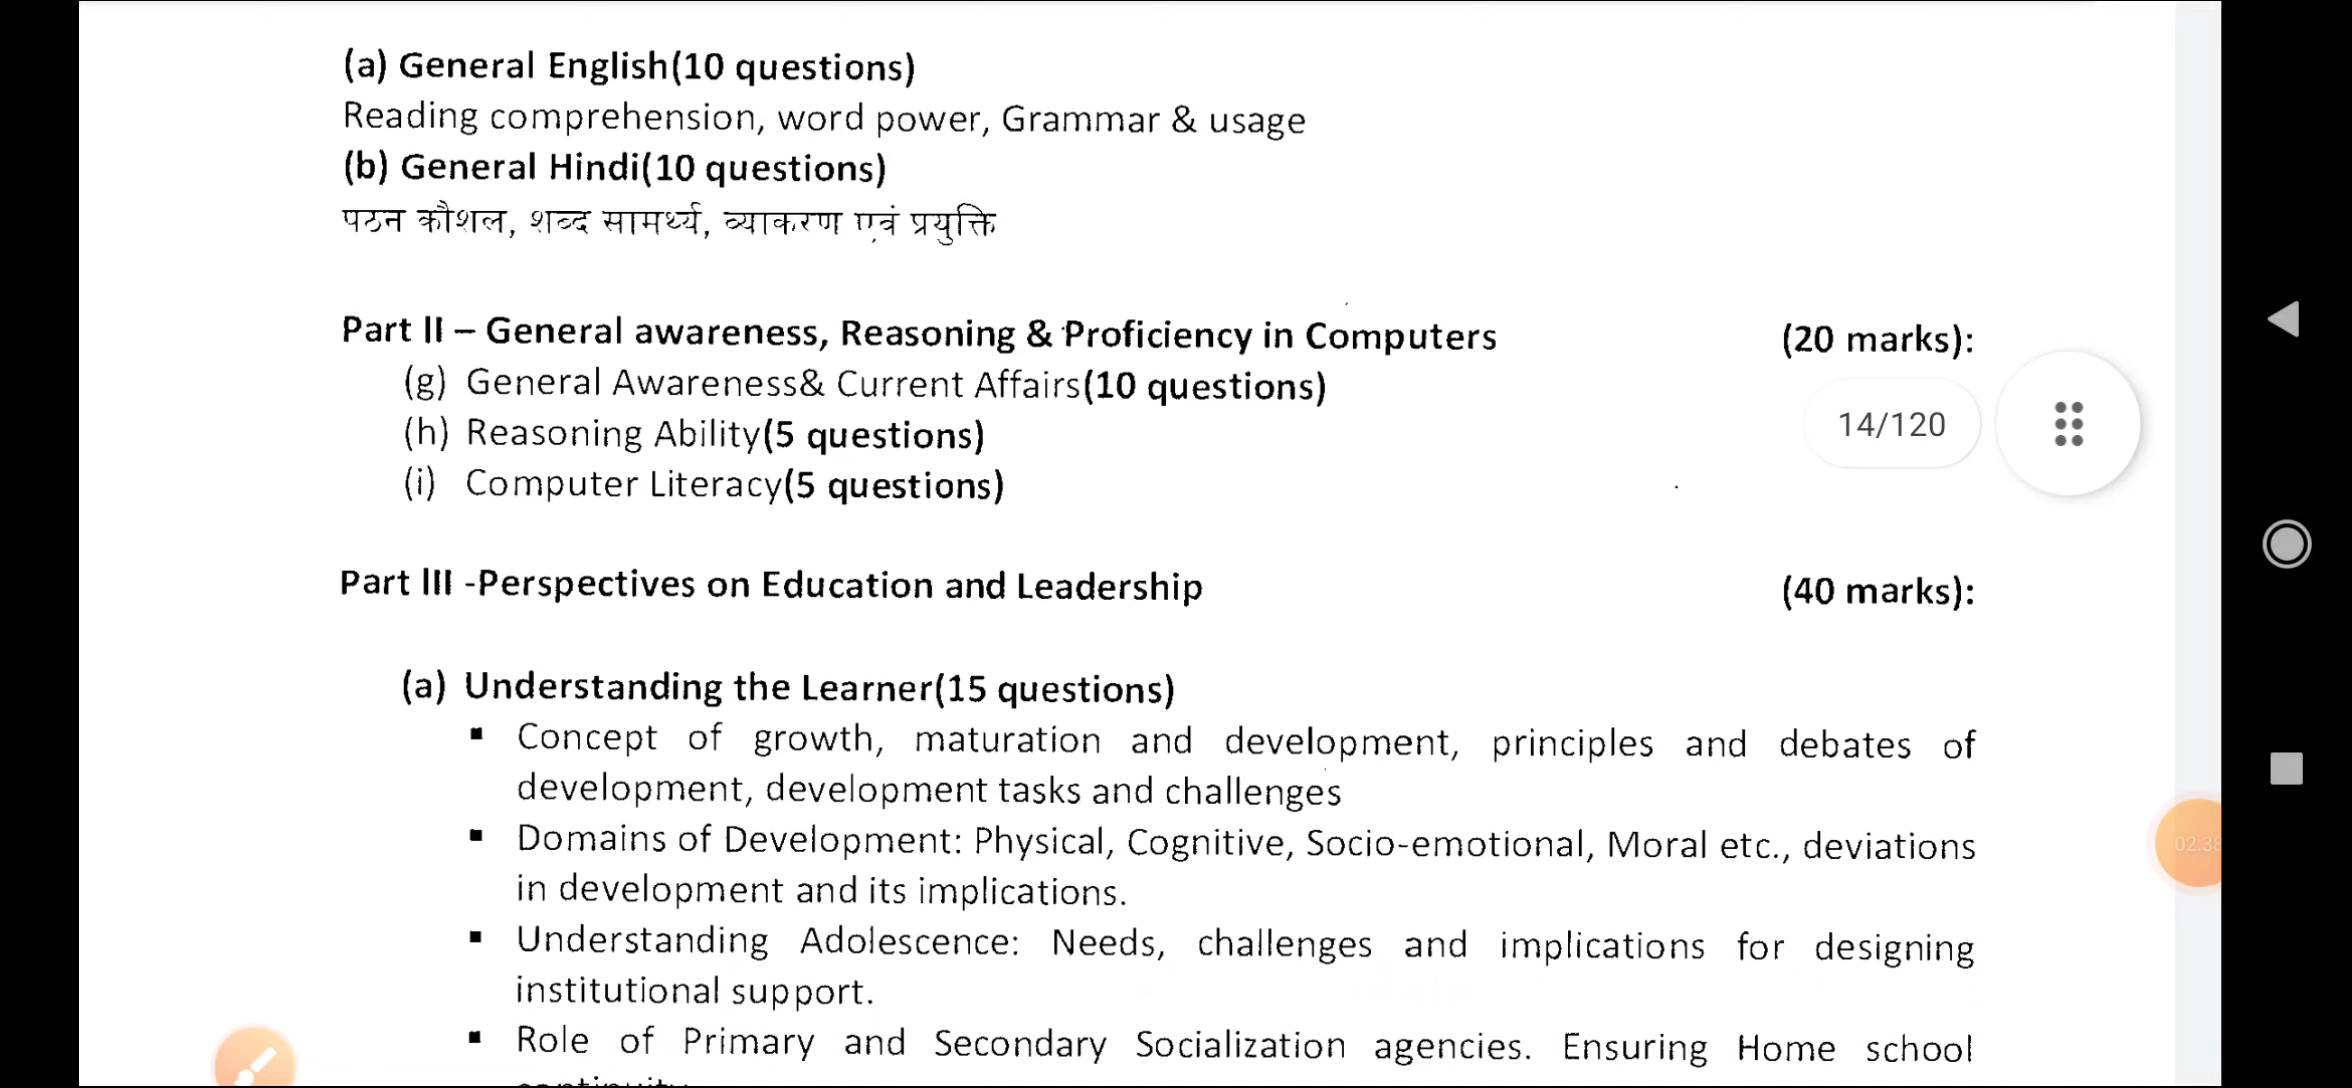 (a) General English(10 questions)
Reading comprehension, word power, Grammar & usage
(b) General Hindi(10 questions)
पठन कौशल, शब्द सामर्थ्य, व्याकरण एवं प्रयुक्ति
Part II – General awareness, Reasoning & Proficiency in Computers (20 marks):
(g) General Awareness& Current Affairs(10 questions)
14/120
(h) Reasoning Ability(5 questions)
(i) Computer Literacy(5 questions)
Part III -Perspectives on Education and Leadership (40 marks):
(a) Understanding the Learner(15 questions)
▪ Concept of growth, maturation and development, principles and debates of
development, development tasks and challenges
▪ Domains of Development: Physical, Cognitive, Socio-emotional, Moral etc., deviations
02:38
in development and its implications.
▪ Understanding Adolescence: Needs, challenges and implications for designing
institutional support.
▪ Role of Primary and Secondary Socialization agencies. Ensuring Home school